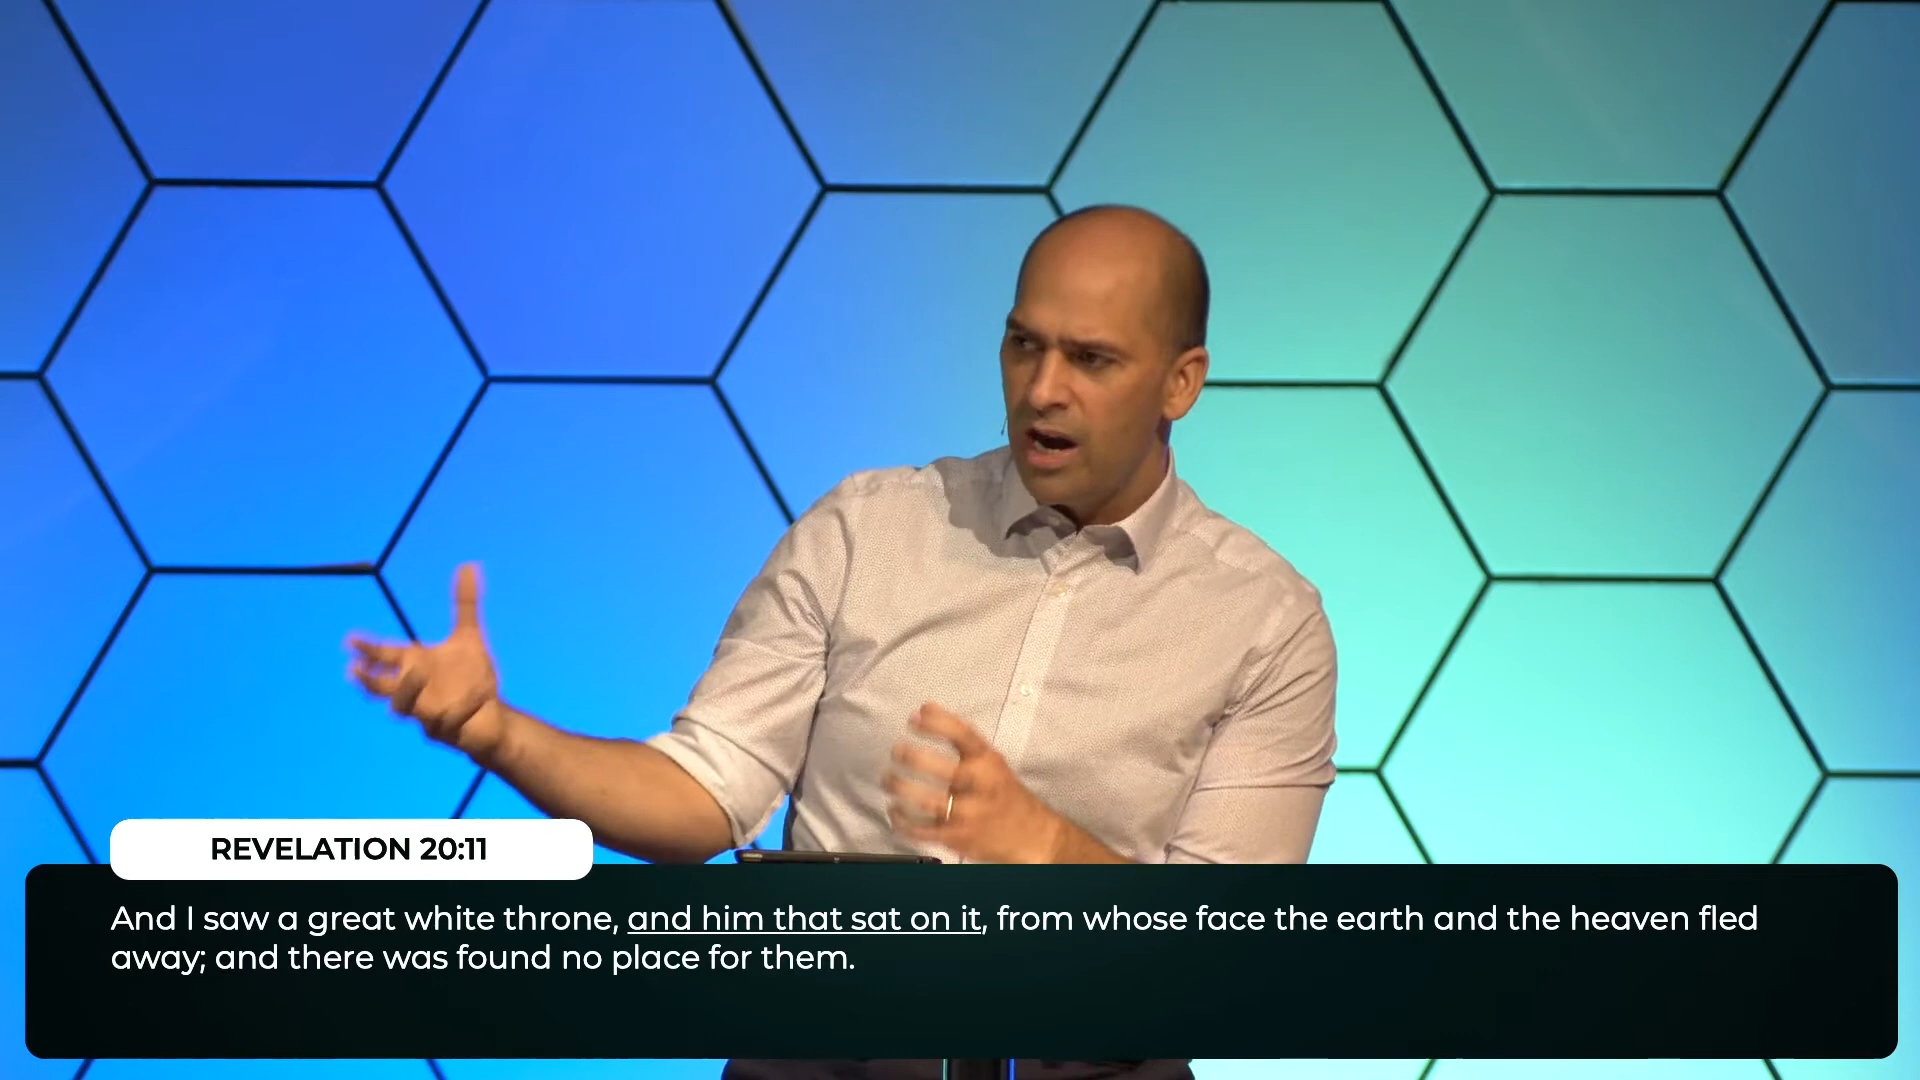 REVELATION 20:11
And I saw a great white throne, and him that sat on it, from whose face the earth and the heaven fled
away; and there was found no place for them.